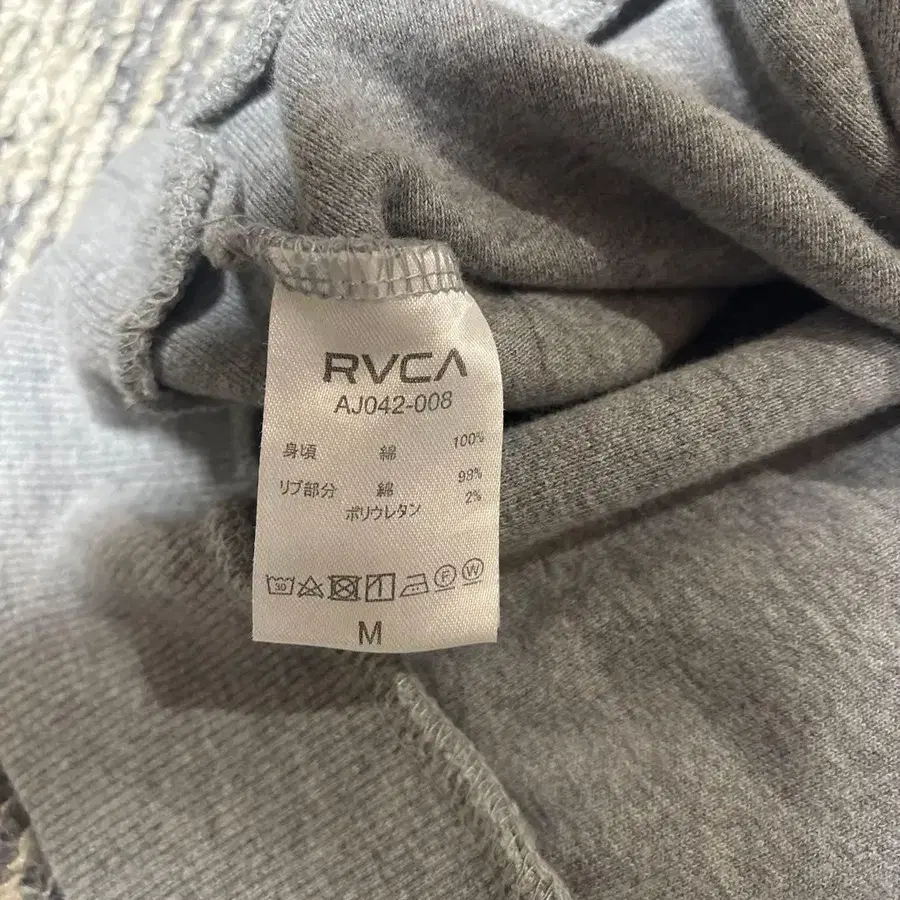 RVCA
AJ042-008
身頃 綿 100%
リブ部分 綿 98%
ポリウレタン 2%
30 F W
M